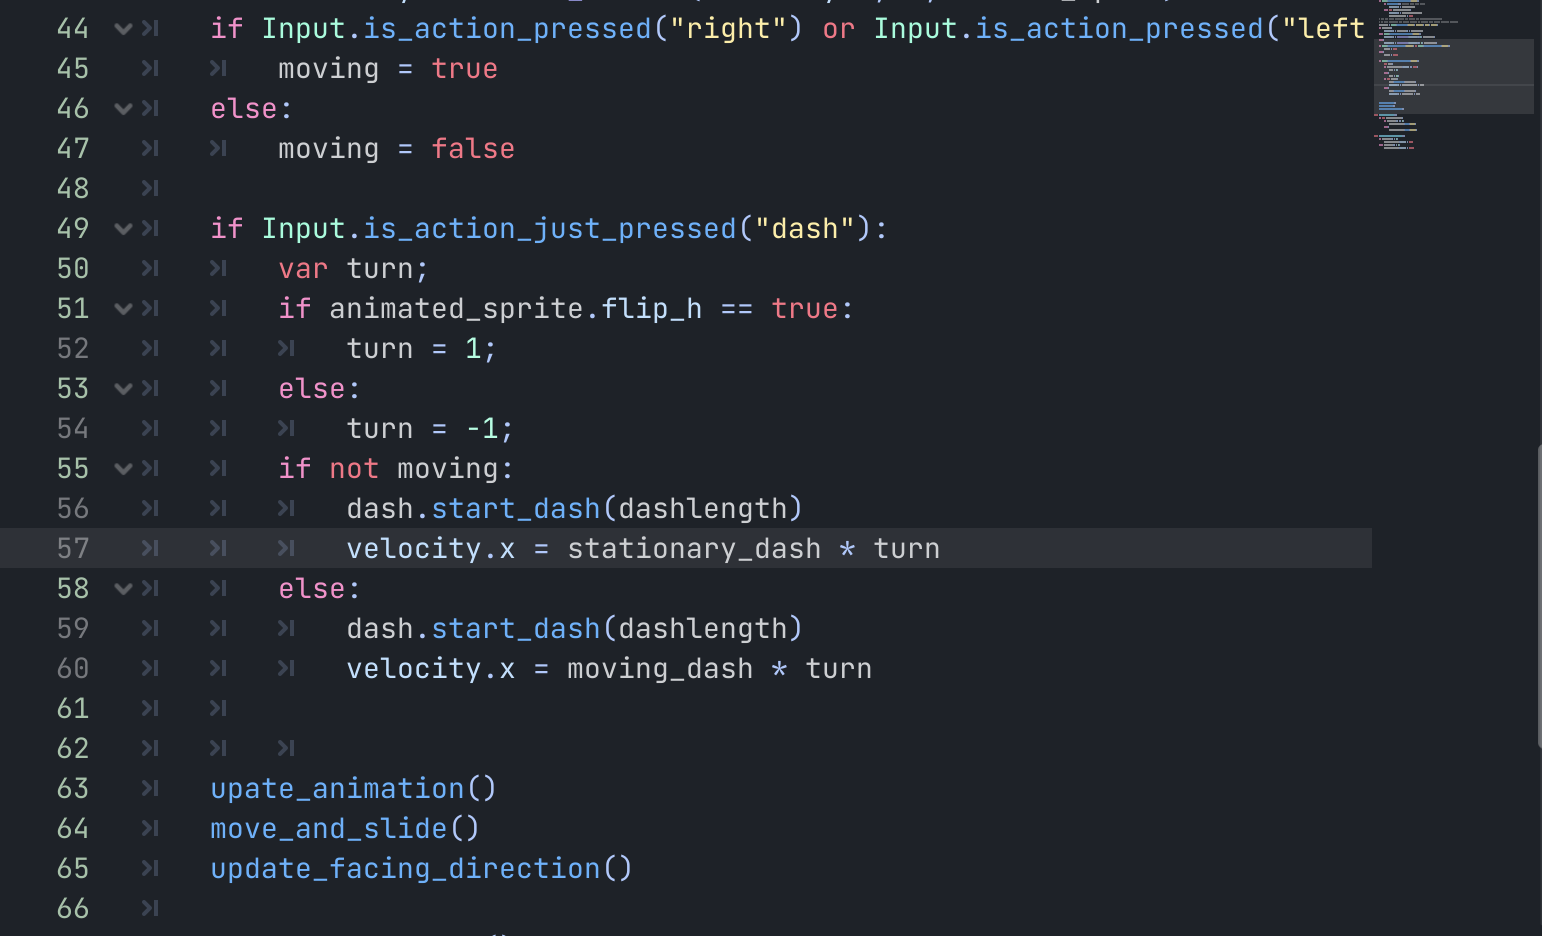 44 if Input.is_action_pressed("right") or Input.is_action_pressed("left
45 moving = true
46 else:
47 moving = false
48
49 if Input.is_action_just_pressed("dash"):
50 var turn;
51 if animated_sprite.flip_h == true:
52 turn = 1;
53 else:
54 turn = -1;
55 if not moving:
56 dash.start_dash(dashlength)
57 velocity.x = stationary_dash * turn
58 else:
59 dash.start_dash(dashlength)
60 velocity.x = moving_dash * turn
61
62
63 upate_animation()
64 move_and_slide()
65 update_facing_direction()
66